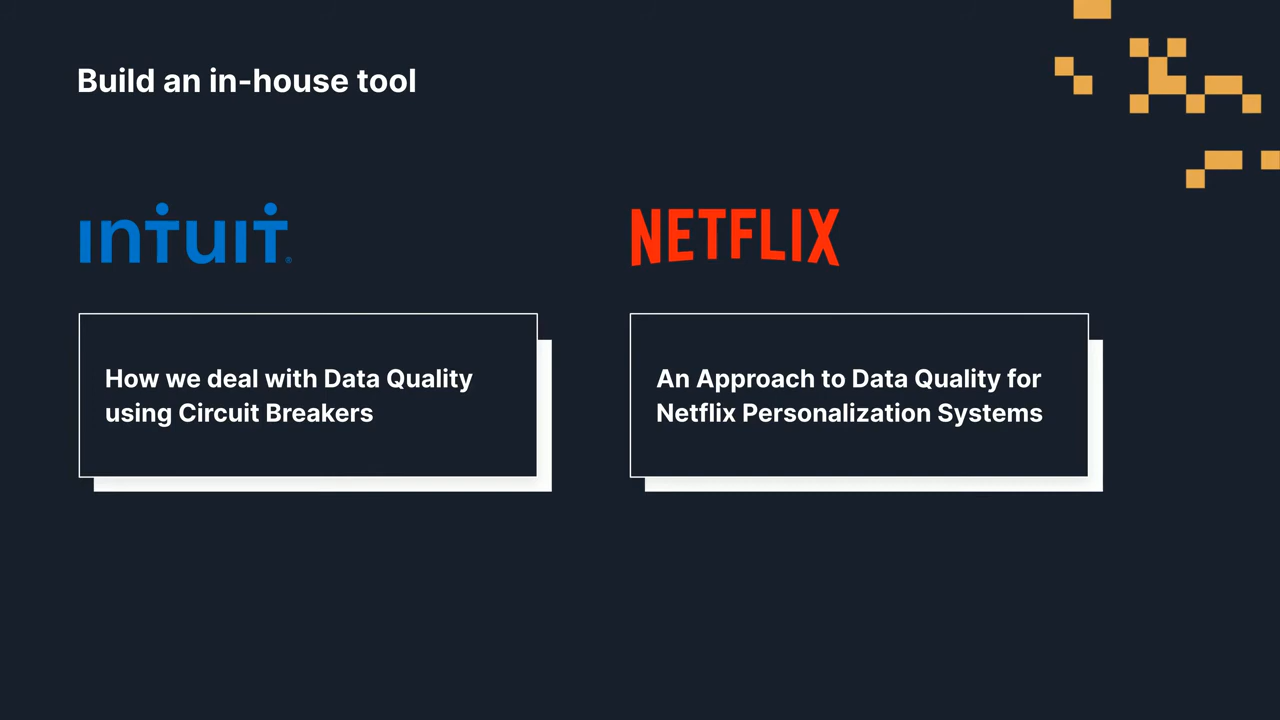 Build an in-house tool
intuit®
NETFLIX
How we deal with Data Quality
using Circuit Breakers
An Approach to Data Quality for
Netflix Personalization Systems